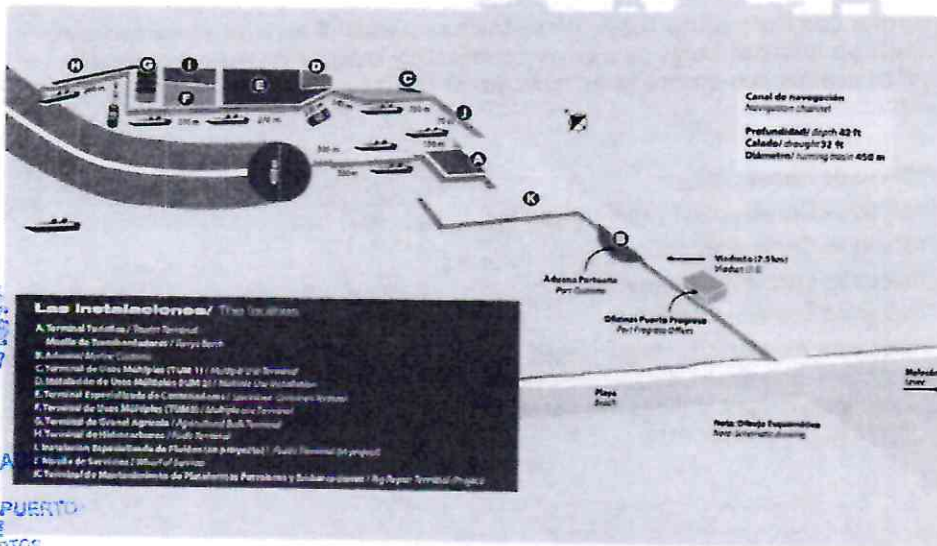 H
G
I
D
E
F
C
J
A
K
B
Canal de navegación
Navigation channel
Profundidad/ depth 42 ft
Calado/ draught 32 ft
Diámetro/ turning basin 450 m
Viaducto (7.5 km)
Aduana Portuaria
Port Customs
Oficinas Puerto Progreso
Port Progreso Offices
Playa
Beach
Malecón
Nota: Dibujo Esquemático
Note: Schematic drawing
Las Instalaciones/ The facilities
A. Terminal Turística / Tourist Terminal
Muelle de Transbordadores / Ferrys Berth
B. Aduana/ Marine Customs
C. Terminal de Usos Múltiples (TUM 1) / Multiple Use Terminal
D. Instalación de Usos Múltiples (IUM 2) / Multiple Use Installation
E. Terminal Especializada de Contenedores / Specialized Containers Terminal
F. Terminal de Usos Múltiples (TUM3) / Multiple use Terminal
G. Terminal de Granel Agrícola / Agricultural Bulk Terminal
H. Terminal de Hidrocarburos / Fluids Terminal
I. Instalación Especializada de Fluidos (en proyecto) / Fluids Terminal (in project)
J. Muelle de Servicios / Wharf of Services
K. Terminal de Mantenimiento de Plataformas Petroleras y Embarcaciones / Rig Repair Terminal
PUERTO